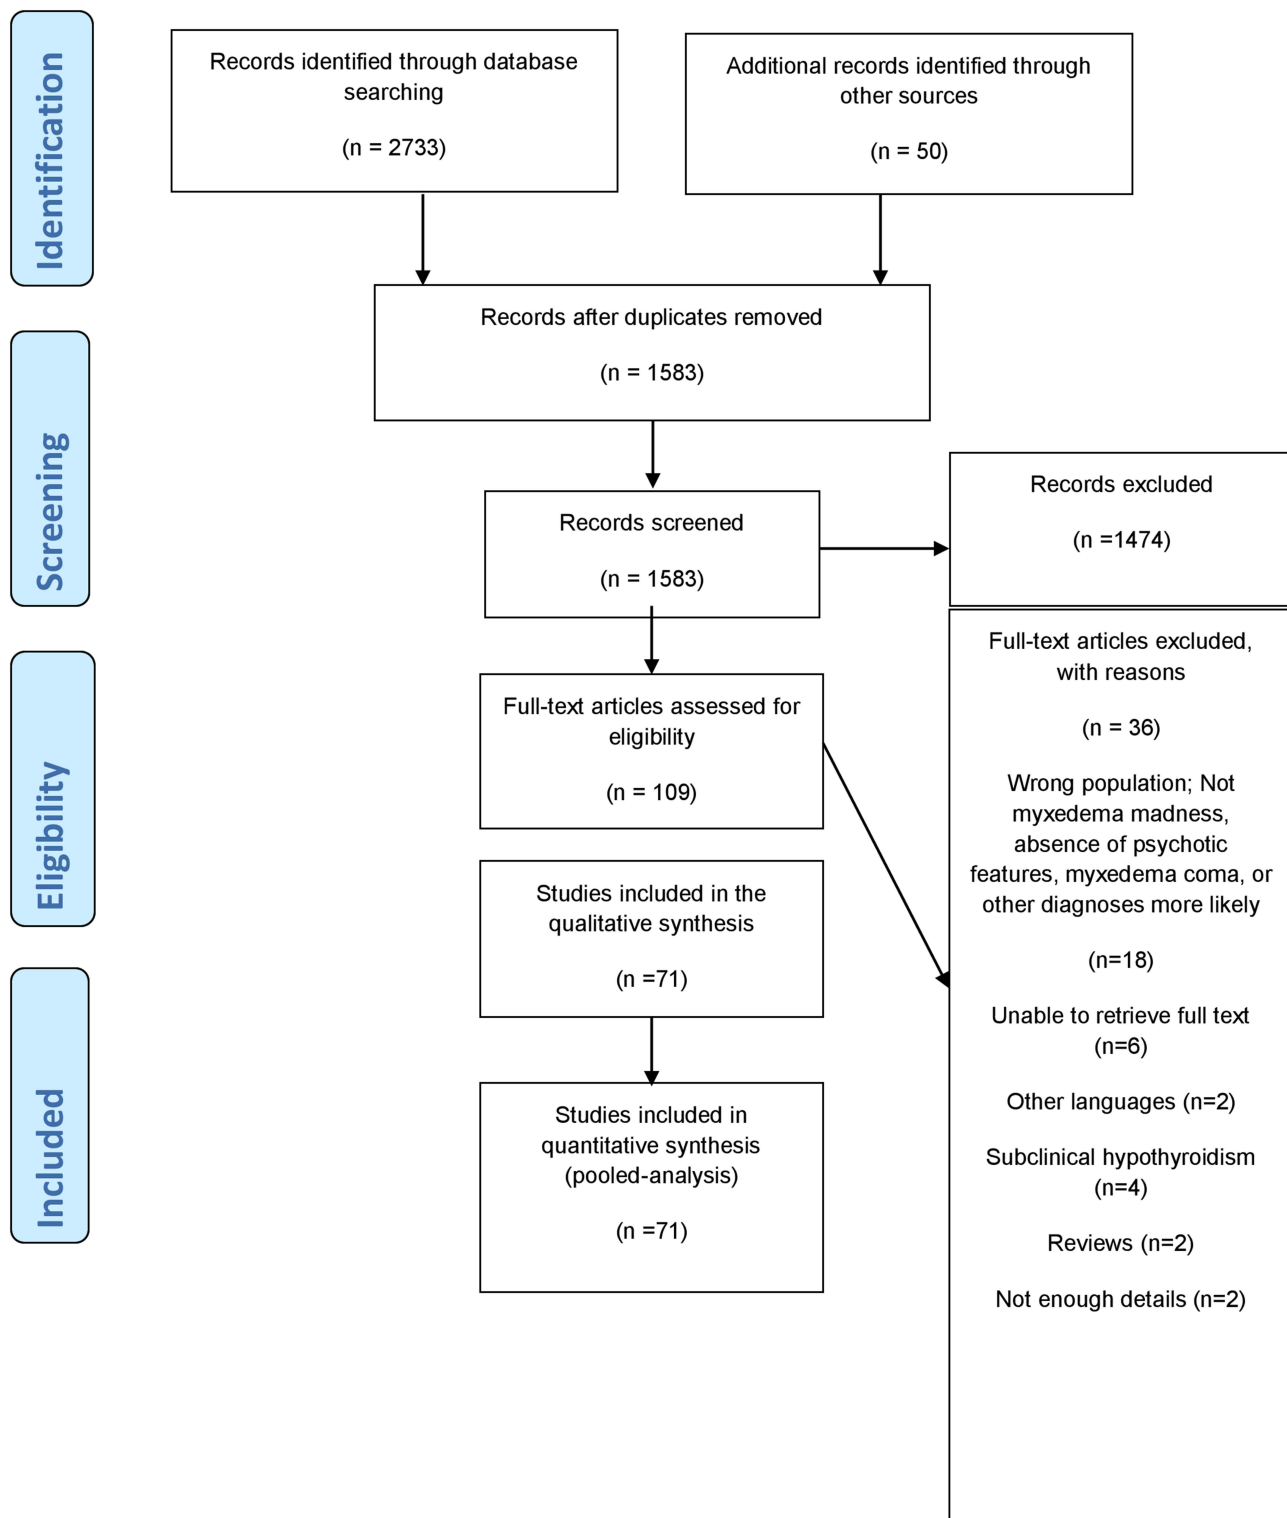 Identification
Records identified through database
searching
(n = 2733)
Additional records identified through
other sources
(n = 50)
Records after duplicates removed
(n = 1583)
Screening
Records screened
(n = 1583)
Records excluded
(n =1474)
Eligibility
Full-text articles assessed for
eligibility
(n = 109)
Full-text articles excluded,
with reasons
(n = 36)
Wrong population; Not
myxedema madness,
absence of psychotic
features, myxedema coma, or
other diagnoses more likely
(n=18)
Unable to retrieve full text
(n=6)
Other languages (n=2)
Subclinical hypothyroidism
(n=4)
Reviews (n=2)
Not enough details (n=2)
Studies included in the
qualitative synthesis
(n =71)
Included
Studies included in
quantitative synthesis
(pooled-analysis)
(n =71)